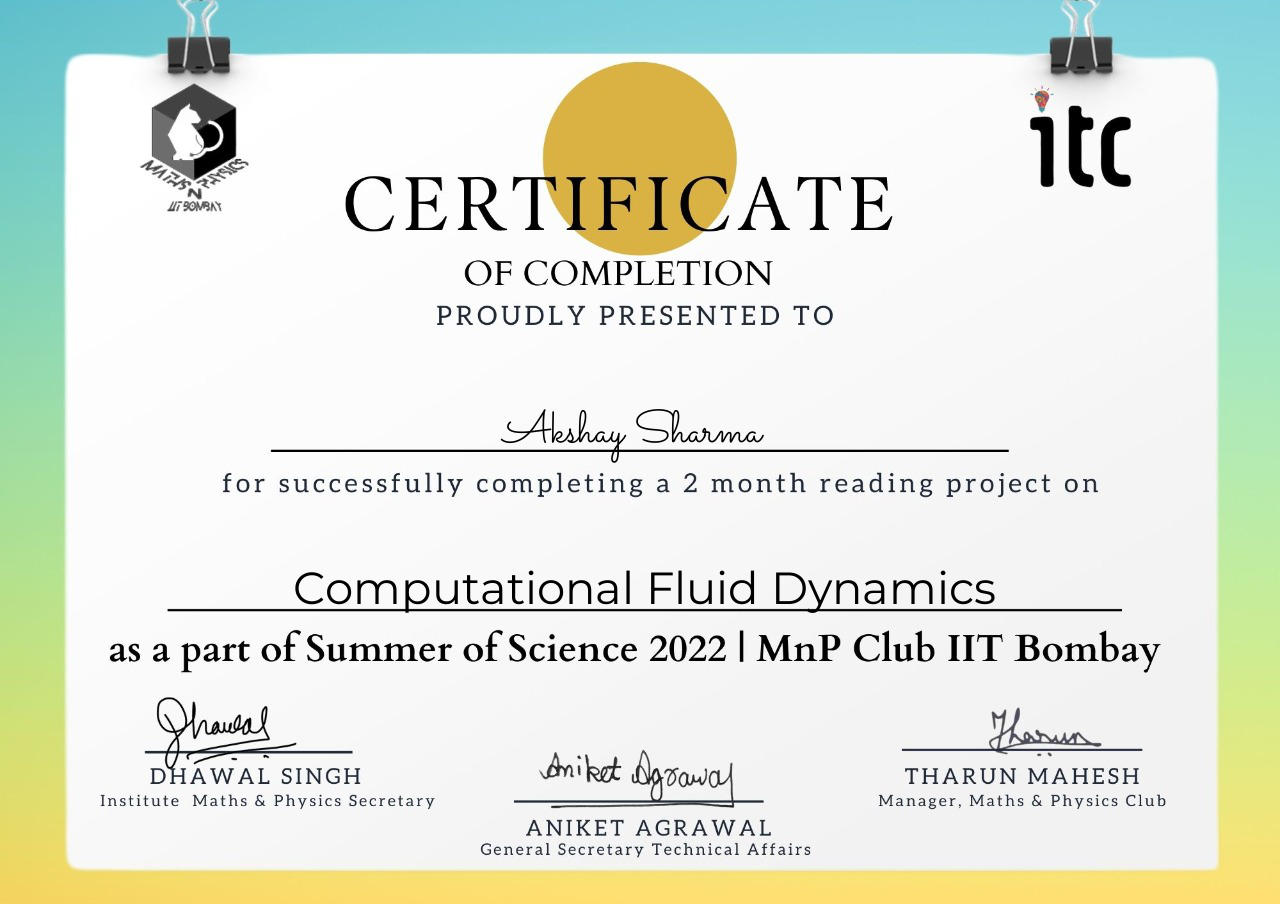 MATHS N PHYSICS
IIT BOMBAY
itc
CERTIFICATE
OF COMPLETION
PROUDLY PRESENTED TO
Akshay Sharma
for successfully completing a 2 month reading project on
Computational Fluid Dynamics
as a part of Summer of Science 2022 | MnP Club IIT Bombay
Dhawal
DHAWAL SINGH
Institute Maths & Physics Secretary
Aniket Agrawal
ANIKET AGRAWAL
General Secretary Technical Affairs
Tharun
THARUN MAHESH
Manager, Maths & Physics Club